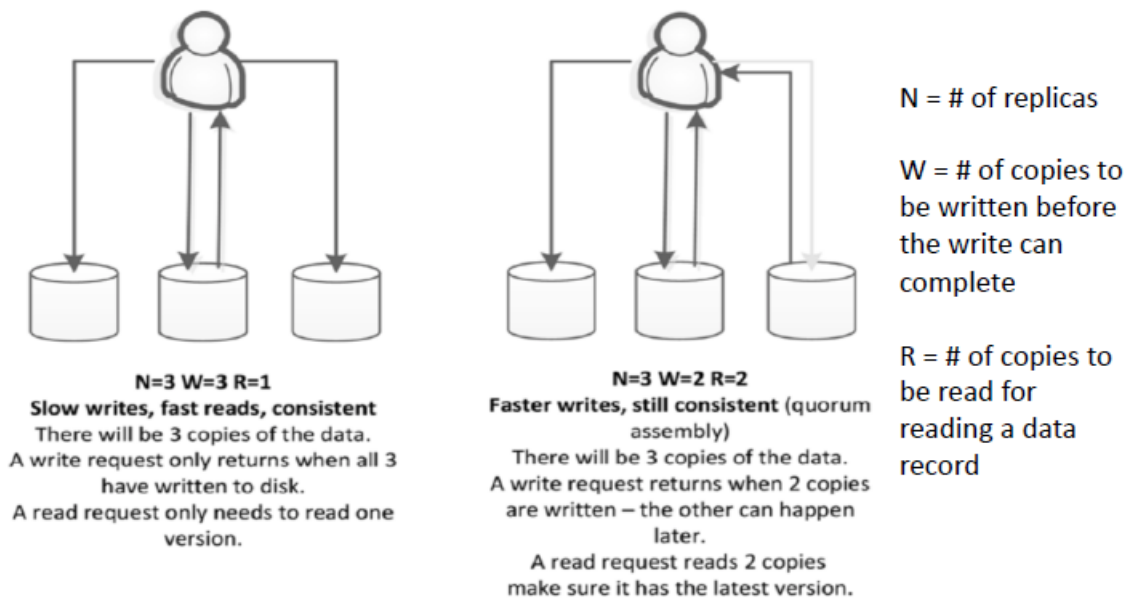 N=3 W=3 R=1
Slow writes, fast reads, consistent
There will be 3 copies of the data.
A write request only returns when all 3
have written to disk.
A read request only needs to read one
version.
N=3 W=2 R=2
Faster writes, still consistent (quorum
assembly)
There will be 3 copies of the data.
A write request returns when 2 copies
are written – the other can happen
later.
A read request reads 2 copies
make sure it has the latest version.
N = # of replicas
W = # of copies to
be written before
the write can
complete
R = # of copies to
be read for
reading a data
record